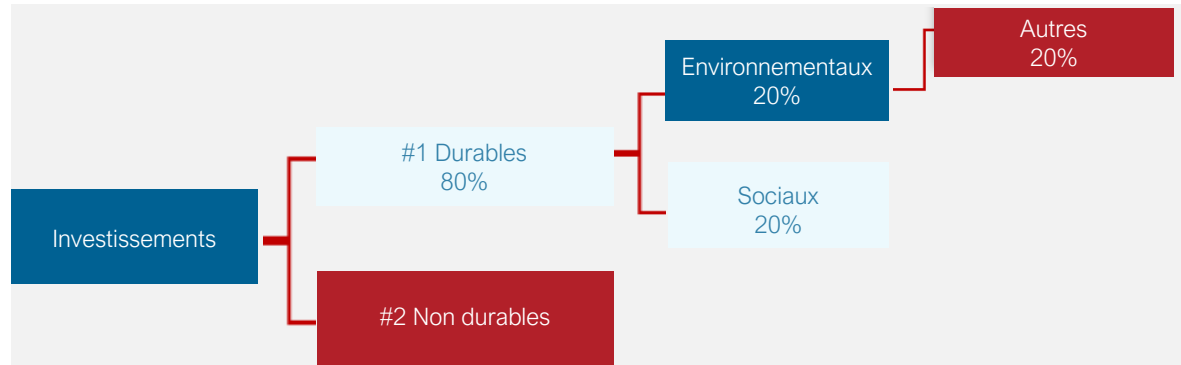 Investissements
#1 Durables
80%
#2 Non durables
Environnementaux
20%
Sociaux
20%
Autres
20%